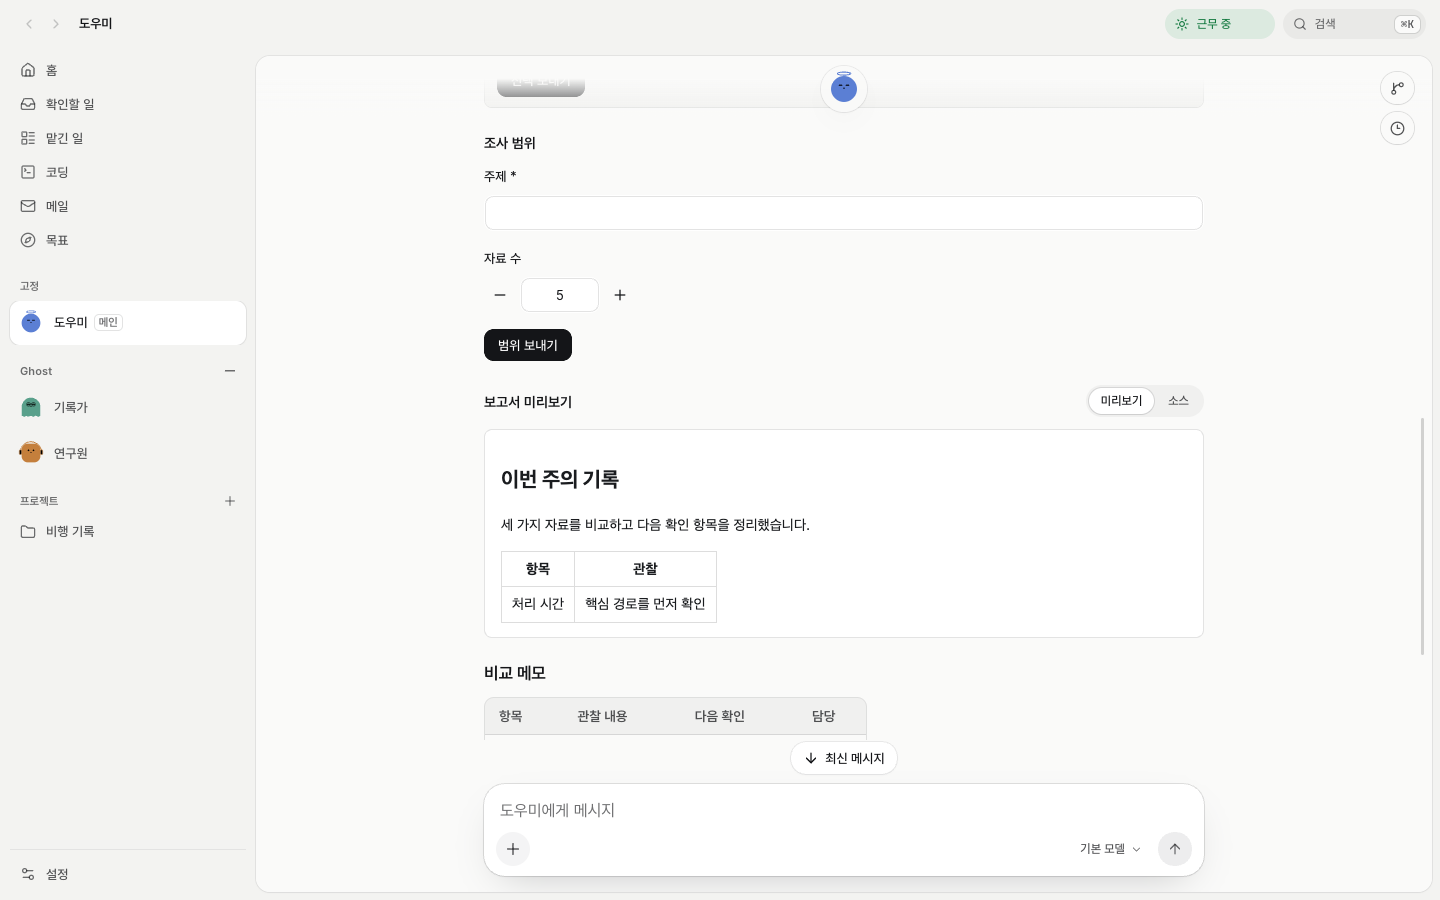 도우미
근무 중
검색
⌘K
홈
확인할 일
맡긴 일
코딩
메일
목표
고정
도우미 메인
Ghost
기록가
연구원
프로젝트
비행 기록
설정
조사 범위
주제 *
자료 수
5
범위 보내기
보고서 미리보기
미리보기 소스
이번 주의 기록
세 가지 자료를 비교하고 다음 확인 항목을 정리했습니다.
항목 관찰
처리 시간 핵심 경로를 먼저 확인
비교 메모
항목 관찰 내용 다음 확인 담당
최신 메시지
도우미에게 메시지
기본 모델